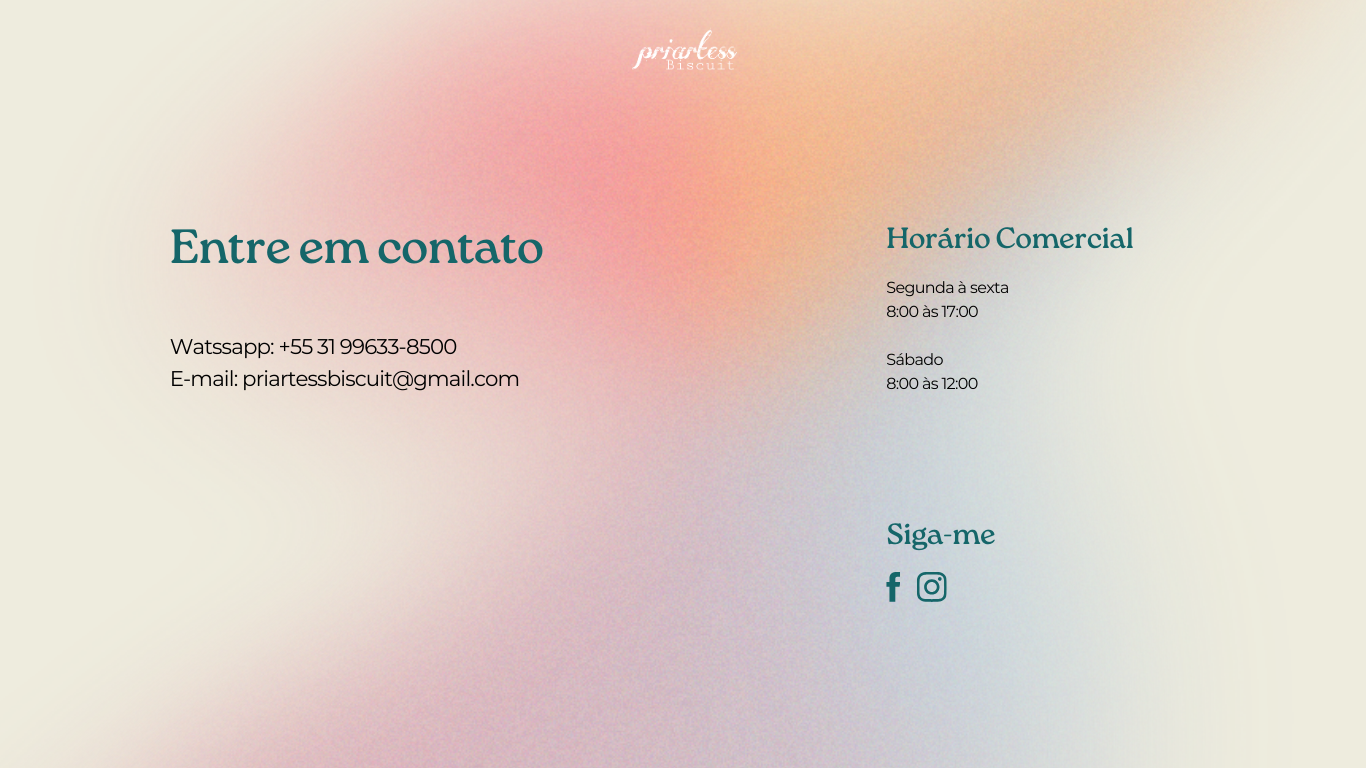 priartess
Biscuit
Entre em contato
Watssapp: +55 31 99633-8500
E-mail: priartessbiscuit@gmail.com
Horário Comercial
Segunda à sexta
8:00 às 17:00
Sábado
8:00 às 12:00
Siga-me